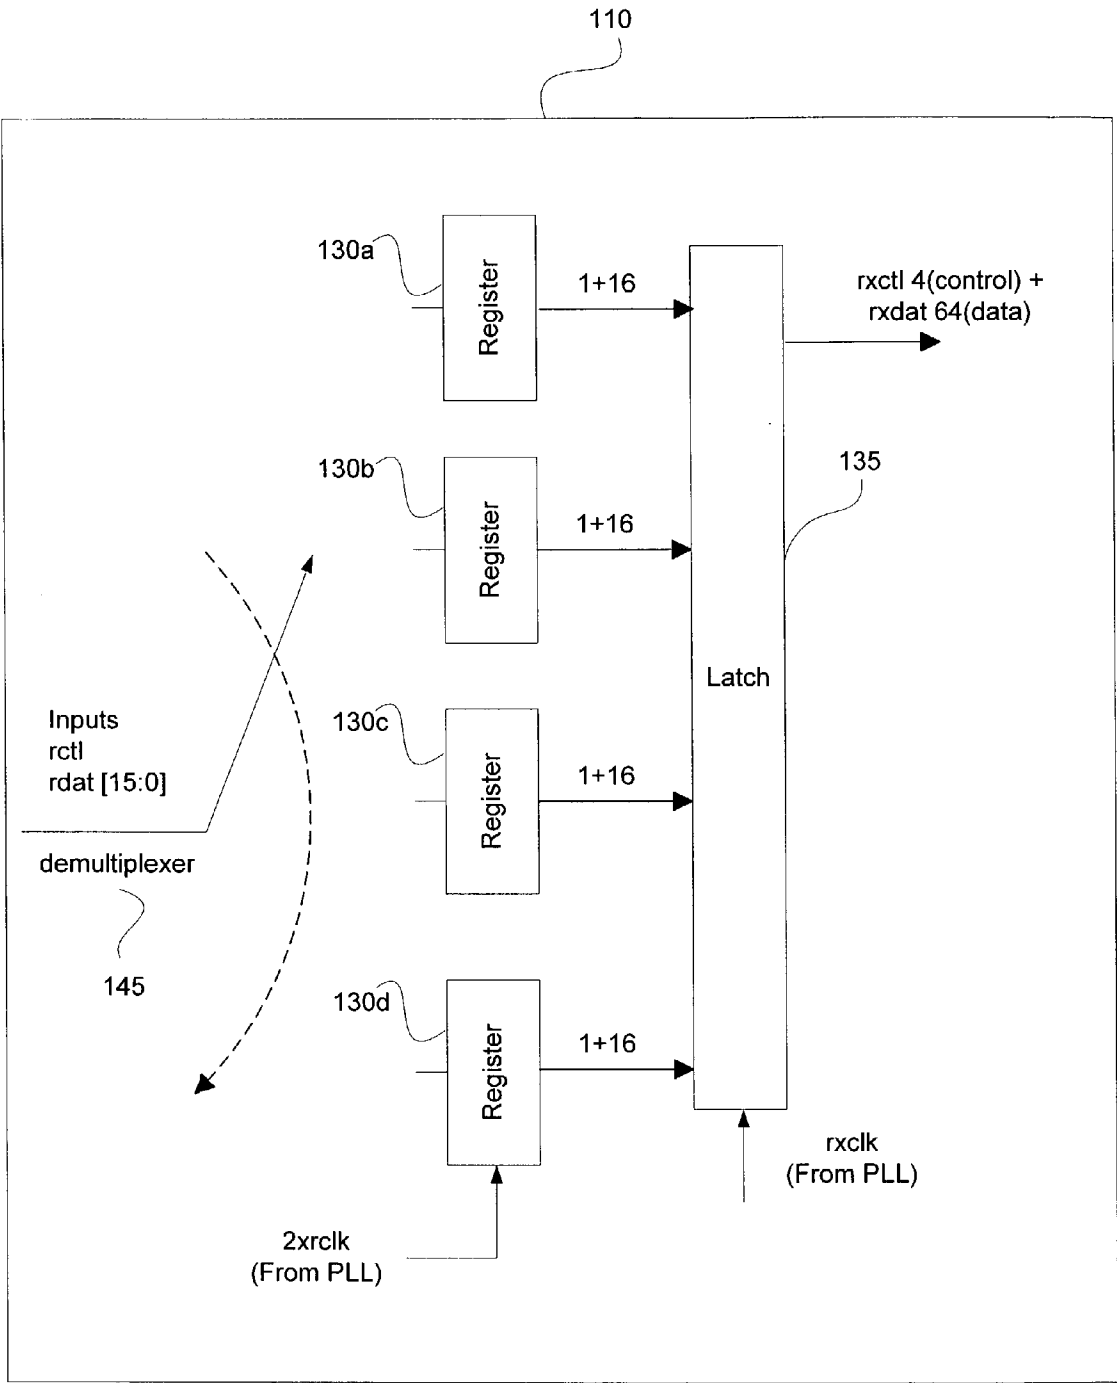 110
130a
Register
1+16
rxctl 4(control) +
rxdat 64(data)
130b
Register
1+16
135
Latch
Inputs
rctl
rdat [15:0]
demultiplexer
145
130c
Register
1+16
130d
Register
1+16
rxclk
(From PLL)
2xrclk
(From PLL)